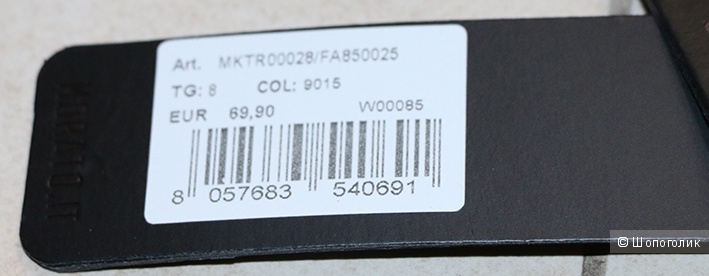 Art. MKTR00028/FA850025
TG: 8 COL: 9015
EUR 69,90 W00085
8 057683 540691
© Шопоголик